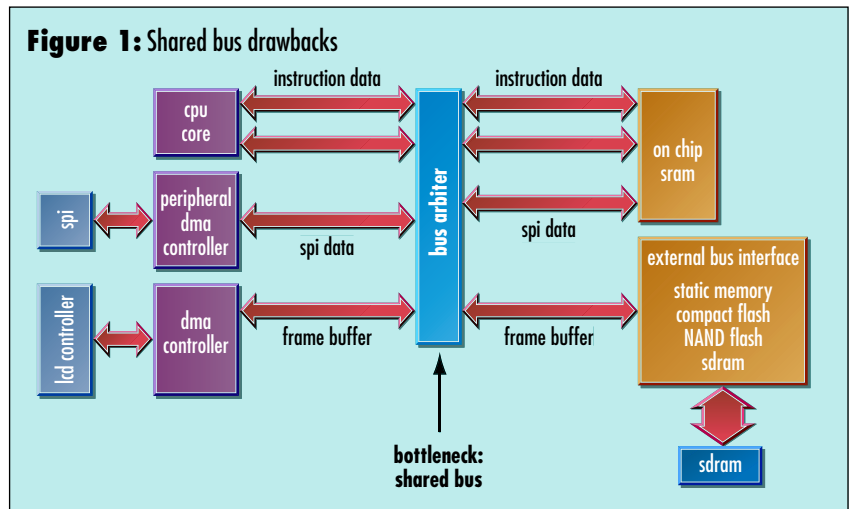 Figure 1: Shared bus drawbacks
instruction data
instruction data
cpu
core
on chip
sram
bus arbiter
spi
peripheral
dma
controller
spi data
spi data
external bus interface
static memory
compact flash
NAND flash
sdram
lcd controller
dma
controller
frame buffer
frame buffer
bottleneck:
shared bus
sdram